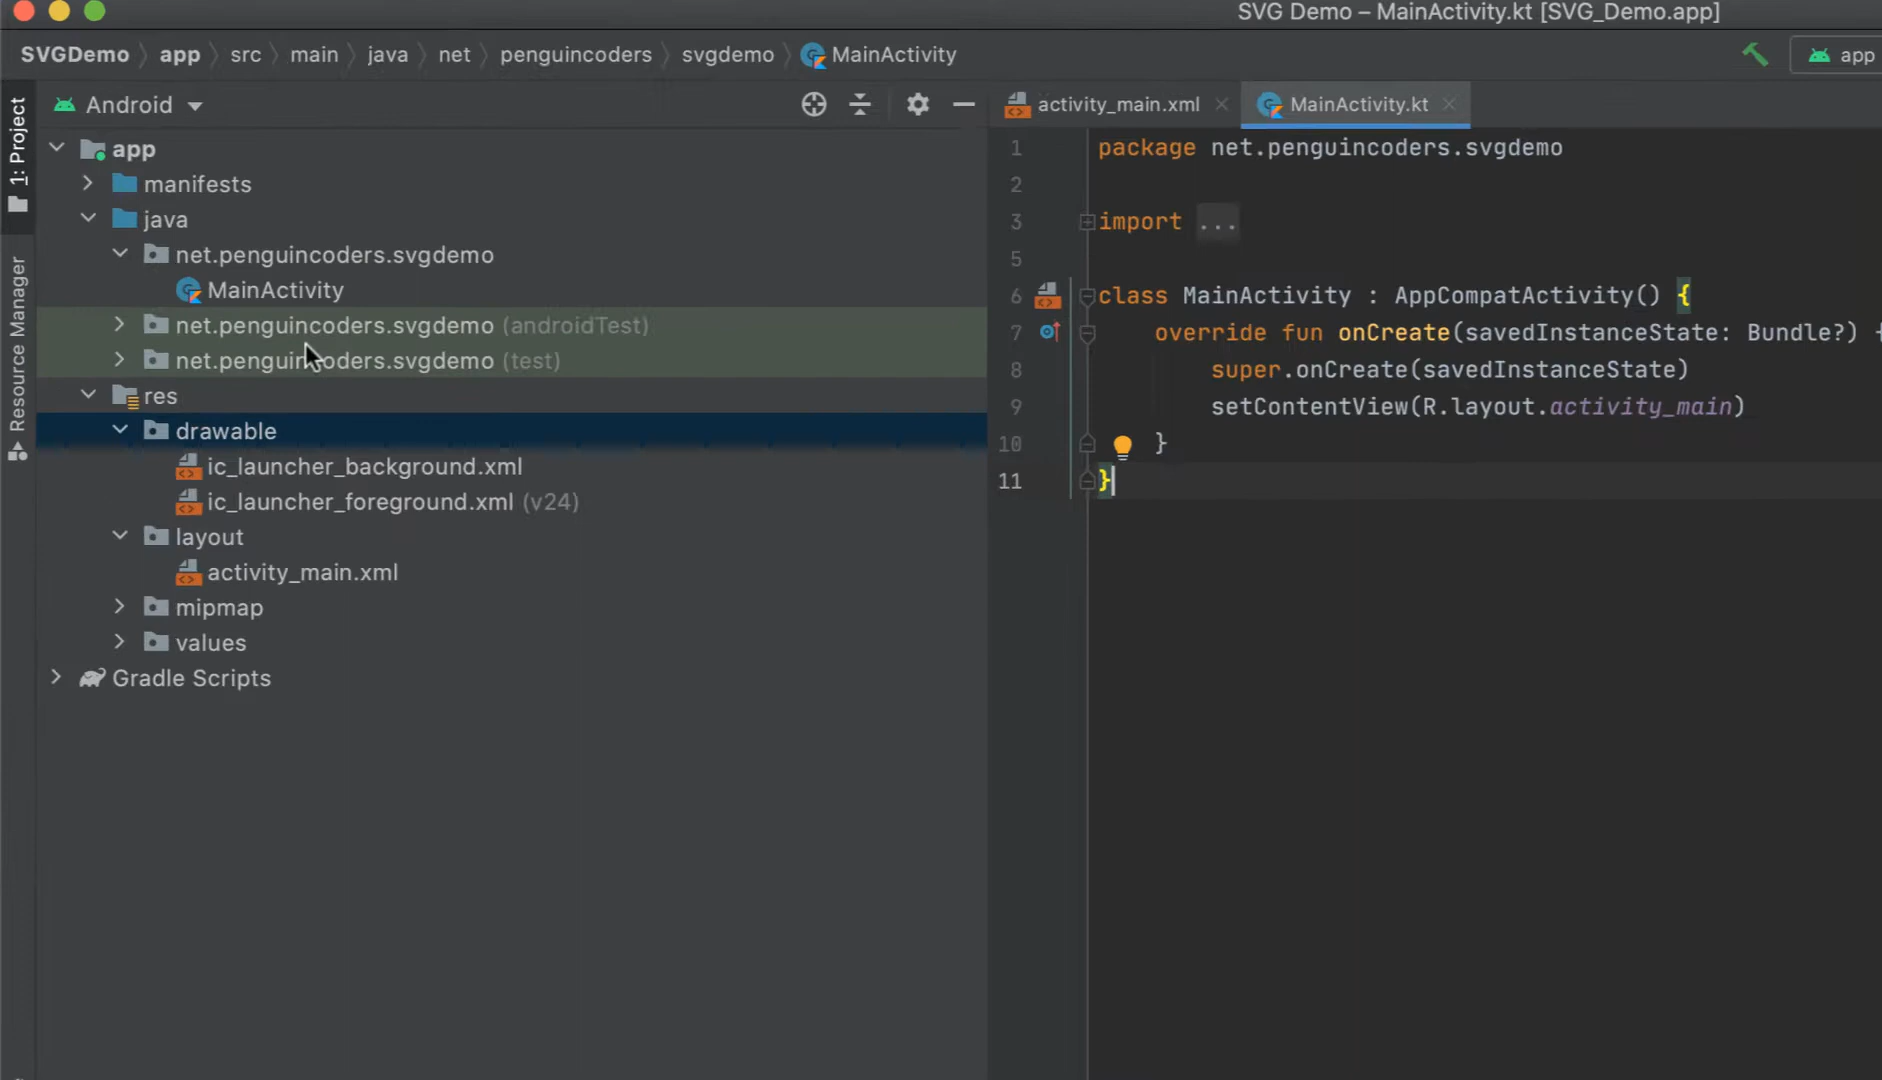 SVG Demo – MainActivity.kt [SVG_Demo.app]
SVGDemo app src main java net penguincoders svgdemo MainActivity app
1: Project
Resource Manager
Android
app
manifests
java
net.penguincoders.svgdemo
MainActivity
net.penguincoders.svgdemo (androidTest)
net.penguincoders.svgdemo (test)
res
drawable
ic_launcher_background.xml
ic_launcher_foreground.xml (v24)
layout
activity_main.xml
mipmap
values
Gradle Scripts
activity_main.xml MainActivity.kt
1 package net.penguincoders.svgdemo
2
3 import ...
5
6 class MainActivity : AppCompatActivity() {
7 override fun onCreate(savedInstanceState: Bundle?) {
8 super.onCreate(savedInstanceState)
9 setContentView(R.layout.activity_main)
10 }
11 }